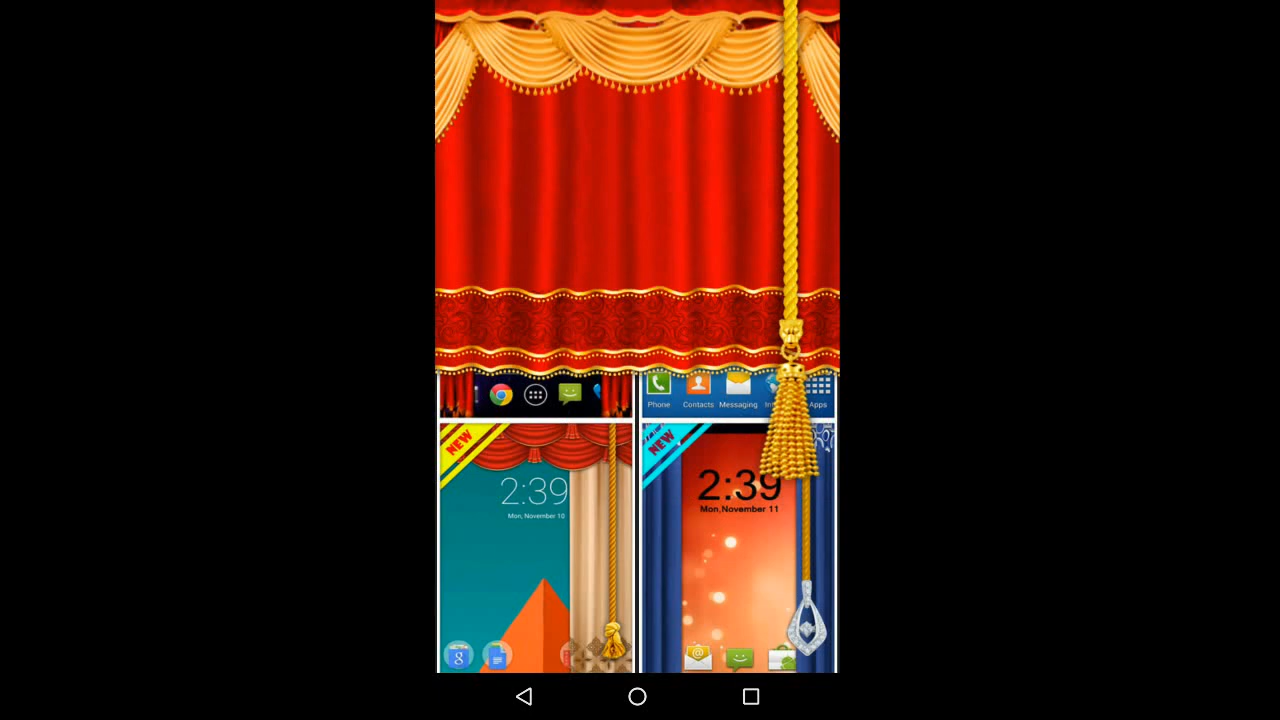 Phone Contacts Messaging Apps
NEW
2:39
Mon, November 10
NEW
2:39
Mon,November 11